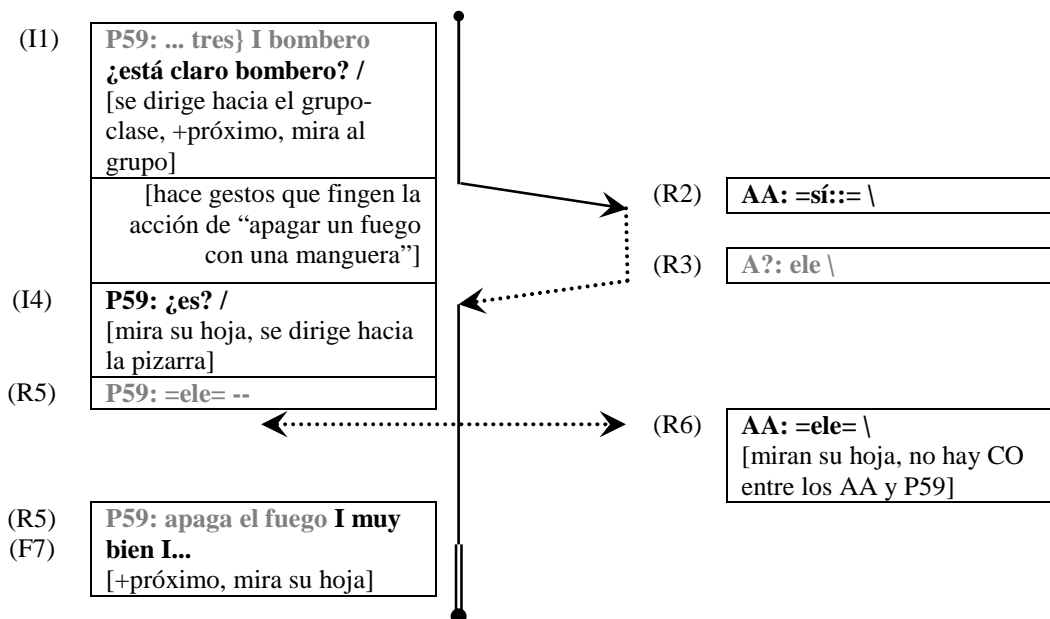 (I1)
P59: ... tres} I bombero
¿está claro bombero? /
[se dirige hacia el grupo-
clase, +próximo, mira al
grupo]
[hace gestos que fingen la
acción de “apagar un fuego
con una manguera”]
(R2)
AA: =sí::= \
(R3)
A?: ele \
(I4)
P59: ¿es? /
[mira su hoja, se dirige hacia
la pizarra]
(R5)
P59: =ele= --
(R6)
AA: =ele= \
[miran su hoja, no hay CO
entre los AA y P59]
(R5)
P59: apaga el fuego I muy
(F7)
bien I...
[+próximo, mira su hoja]